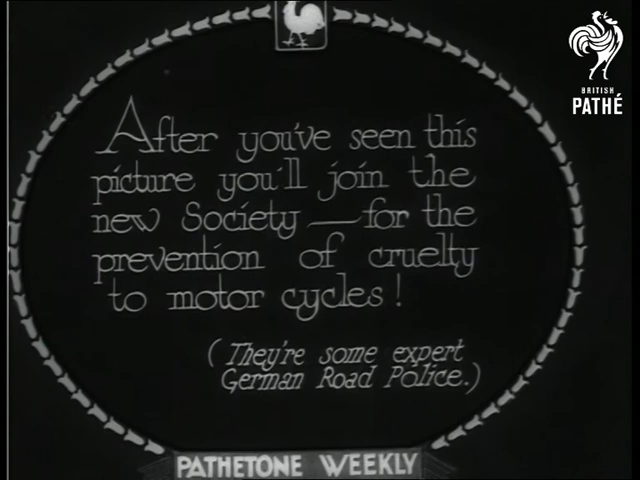 BRITISH
PATHÉ
After you've seen this
picture you'll join the
new Society — for the
prevention of cruelty
to motor cycles!
(They're some expert
German Road Police.)
PATHETONE WEEKLY